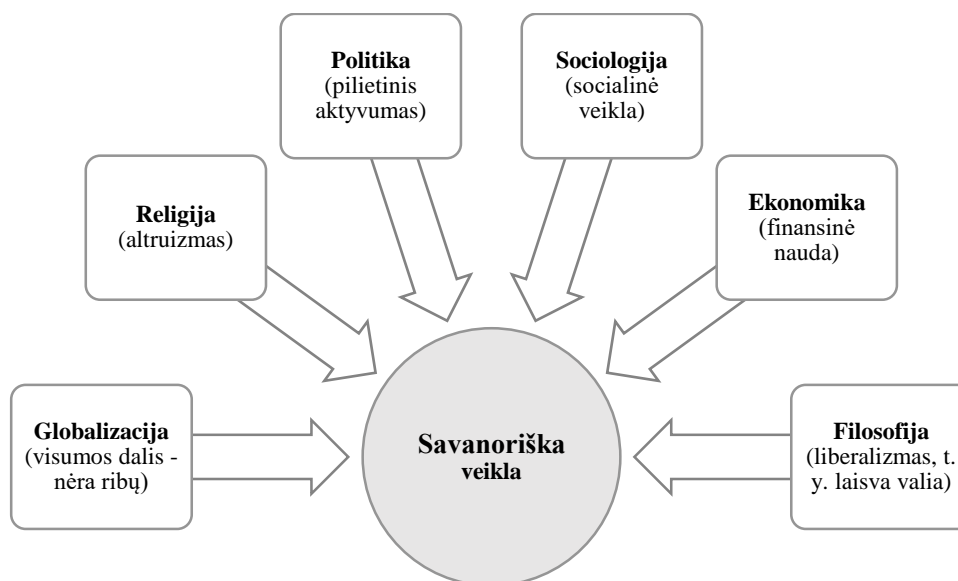 Politika
(pilietinis
aktyvumas)
Sociologija
(socialinė
veikla)
Religija
(altruizmas)
Ekonomika
(finansinė
nauda)
Globalizacija
(visumos dalis -
nėra ribų)
Savanoriška
veikla
Filosofija
(liberalizmas, t.
y. laisva valia)